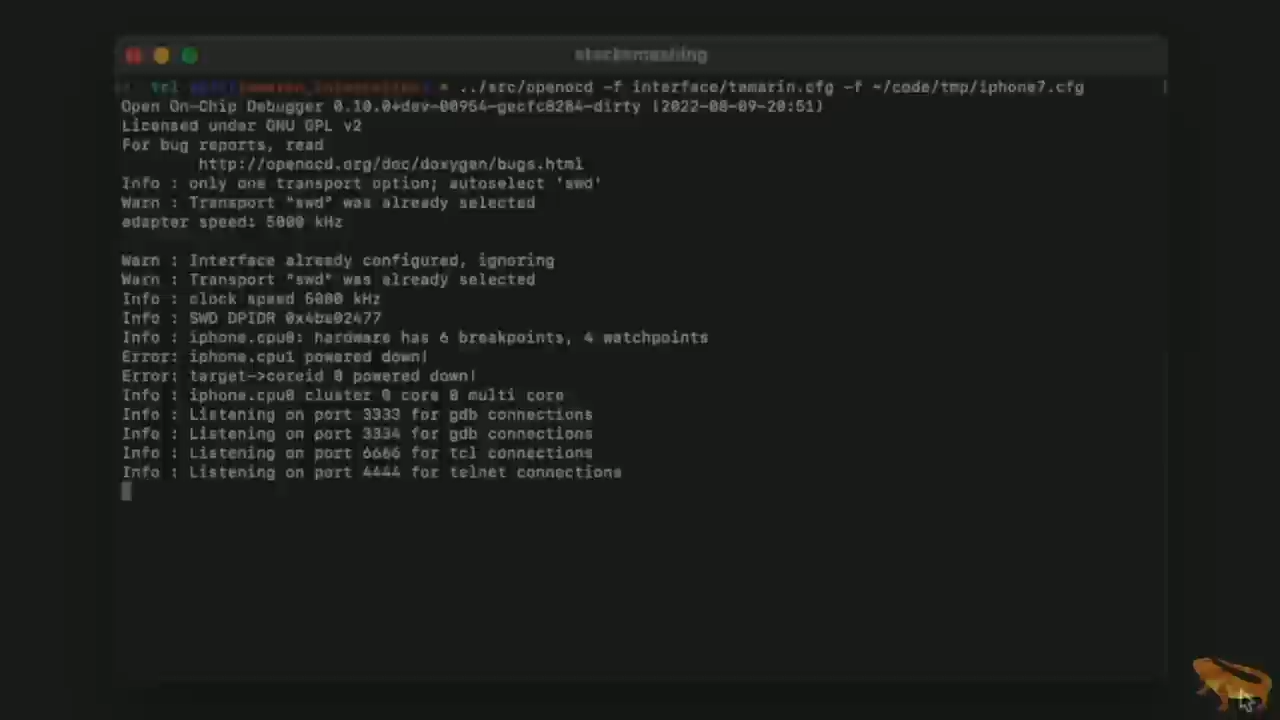 stacksmashing
tcl ../src/openocd -f interface/tamarin.cfg -f ~/code/tmp/iphone7.cfg
Open On-Chip Debugger 0.10.0+dev-00954-gecfc8284-dirty (2022-08-09-20:51)
Licensed under GNU GPL v2
For bug reports, read
http://openocd.org/doc/doxygen/bugs.html
Info : only one transport option; autoselect 'swd'
Warn : Transport "swd" was already selected
adapter speed: 5000 kHz
Warn : Interface already configured, ignoring
Warn : Transport "swd" was already selected
Info : clock speed 5000 kHz
Info : SWD DPIDR 0x4ba02477
Info : iphone.cpu0: hardware has 6 breakpoints, 4 watchpoints
Error: iphone.cpu1 powered down!
Error: target->coreid 0 powered down!
Info : iphone.cpu0 cluster 0 core 0 multi core
Info : Listening on port 3333 for gdb connections
Info : Listening on port 3334 for gdb connections
Info : Listening on port 6666 for tcl connections
Info : Listening on port 4444 for telnet connections